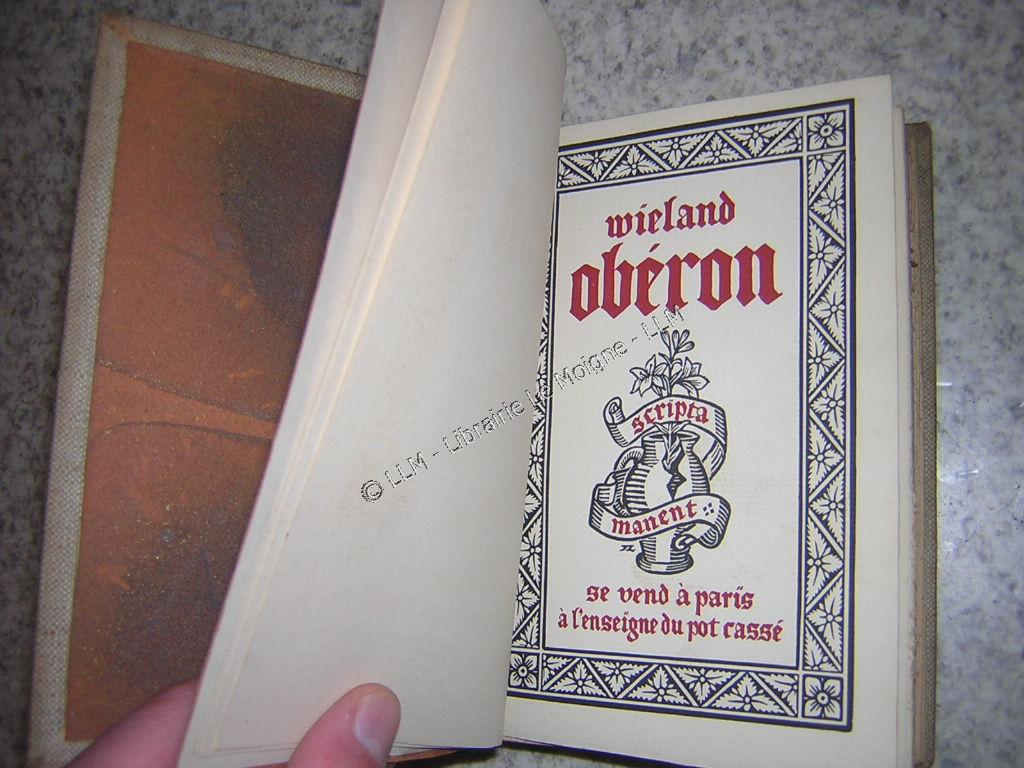 wieland
obéron
scripta
manent
se vend à paris
à l'enseigne du pot cassé
© LLM - Librairie Le Moigne - LLM